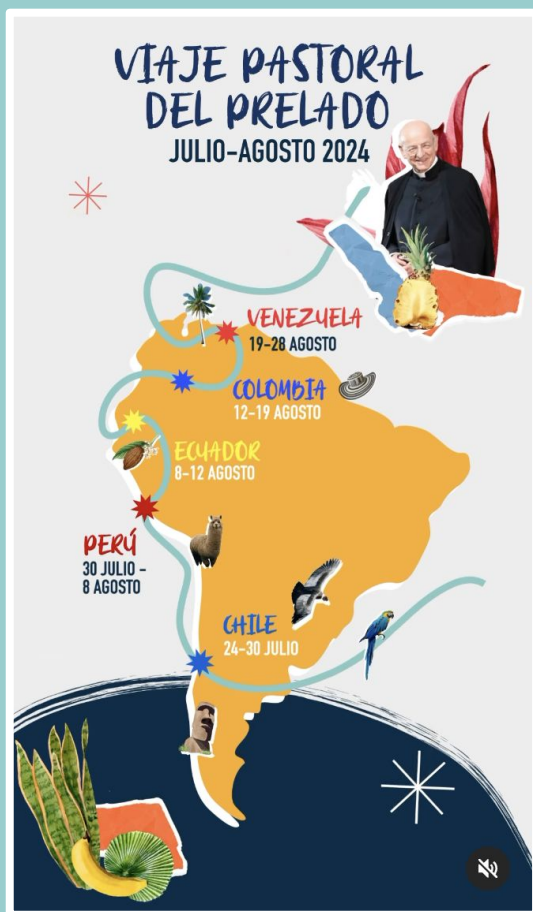 VIAJE PASTORAL
DEL PRELADO
JULIO-AGOSTO 2024
VENEZUELA
19-28 AGOSTO
COLOMBIA
12-19 AGOSTO
ECUADOR
8-12 AGOSTO
PERÚ
30 JULIO -
8 AGOSTO
CHILE
24-30 JULIO